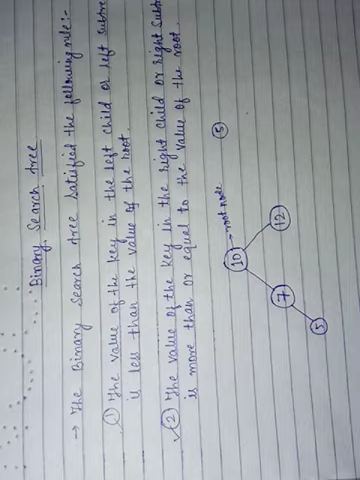 Binary Search tree
→ The Binary Search tree Satisfied the following rule:-
① The value of the key in the left child or left subtre
is less than the value of the root.
② The value of the key in the right child or right subt
is more than or equal to the value of the root.
5
10 → root node
7
12
5